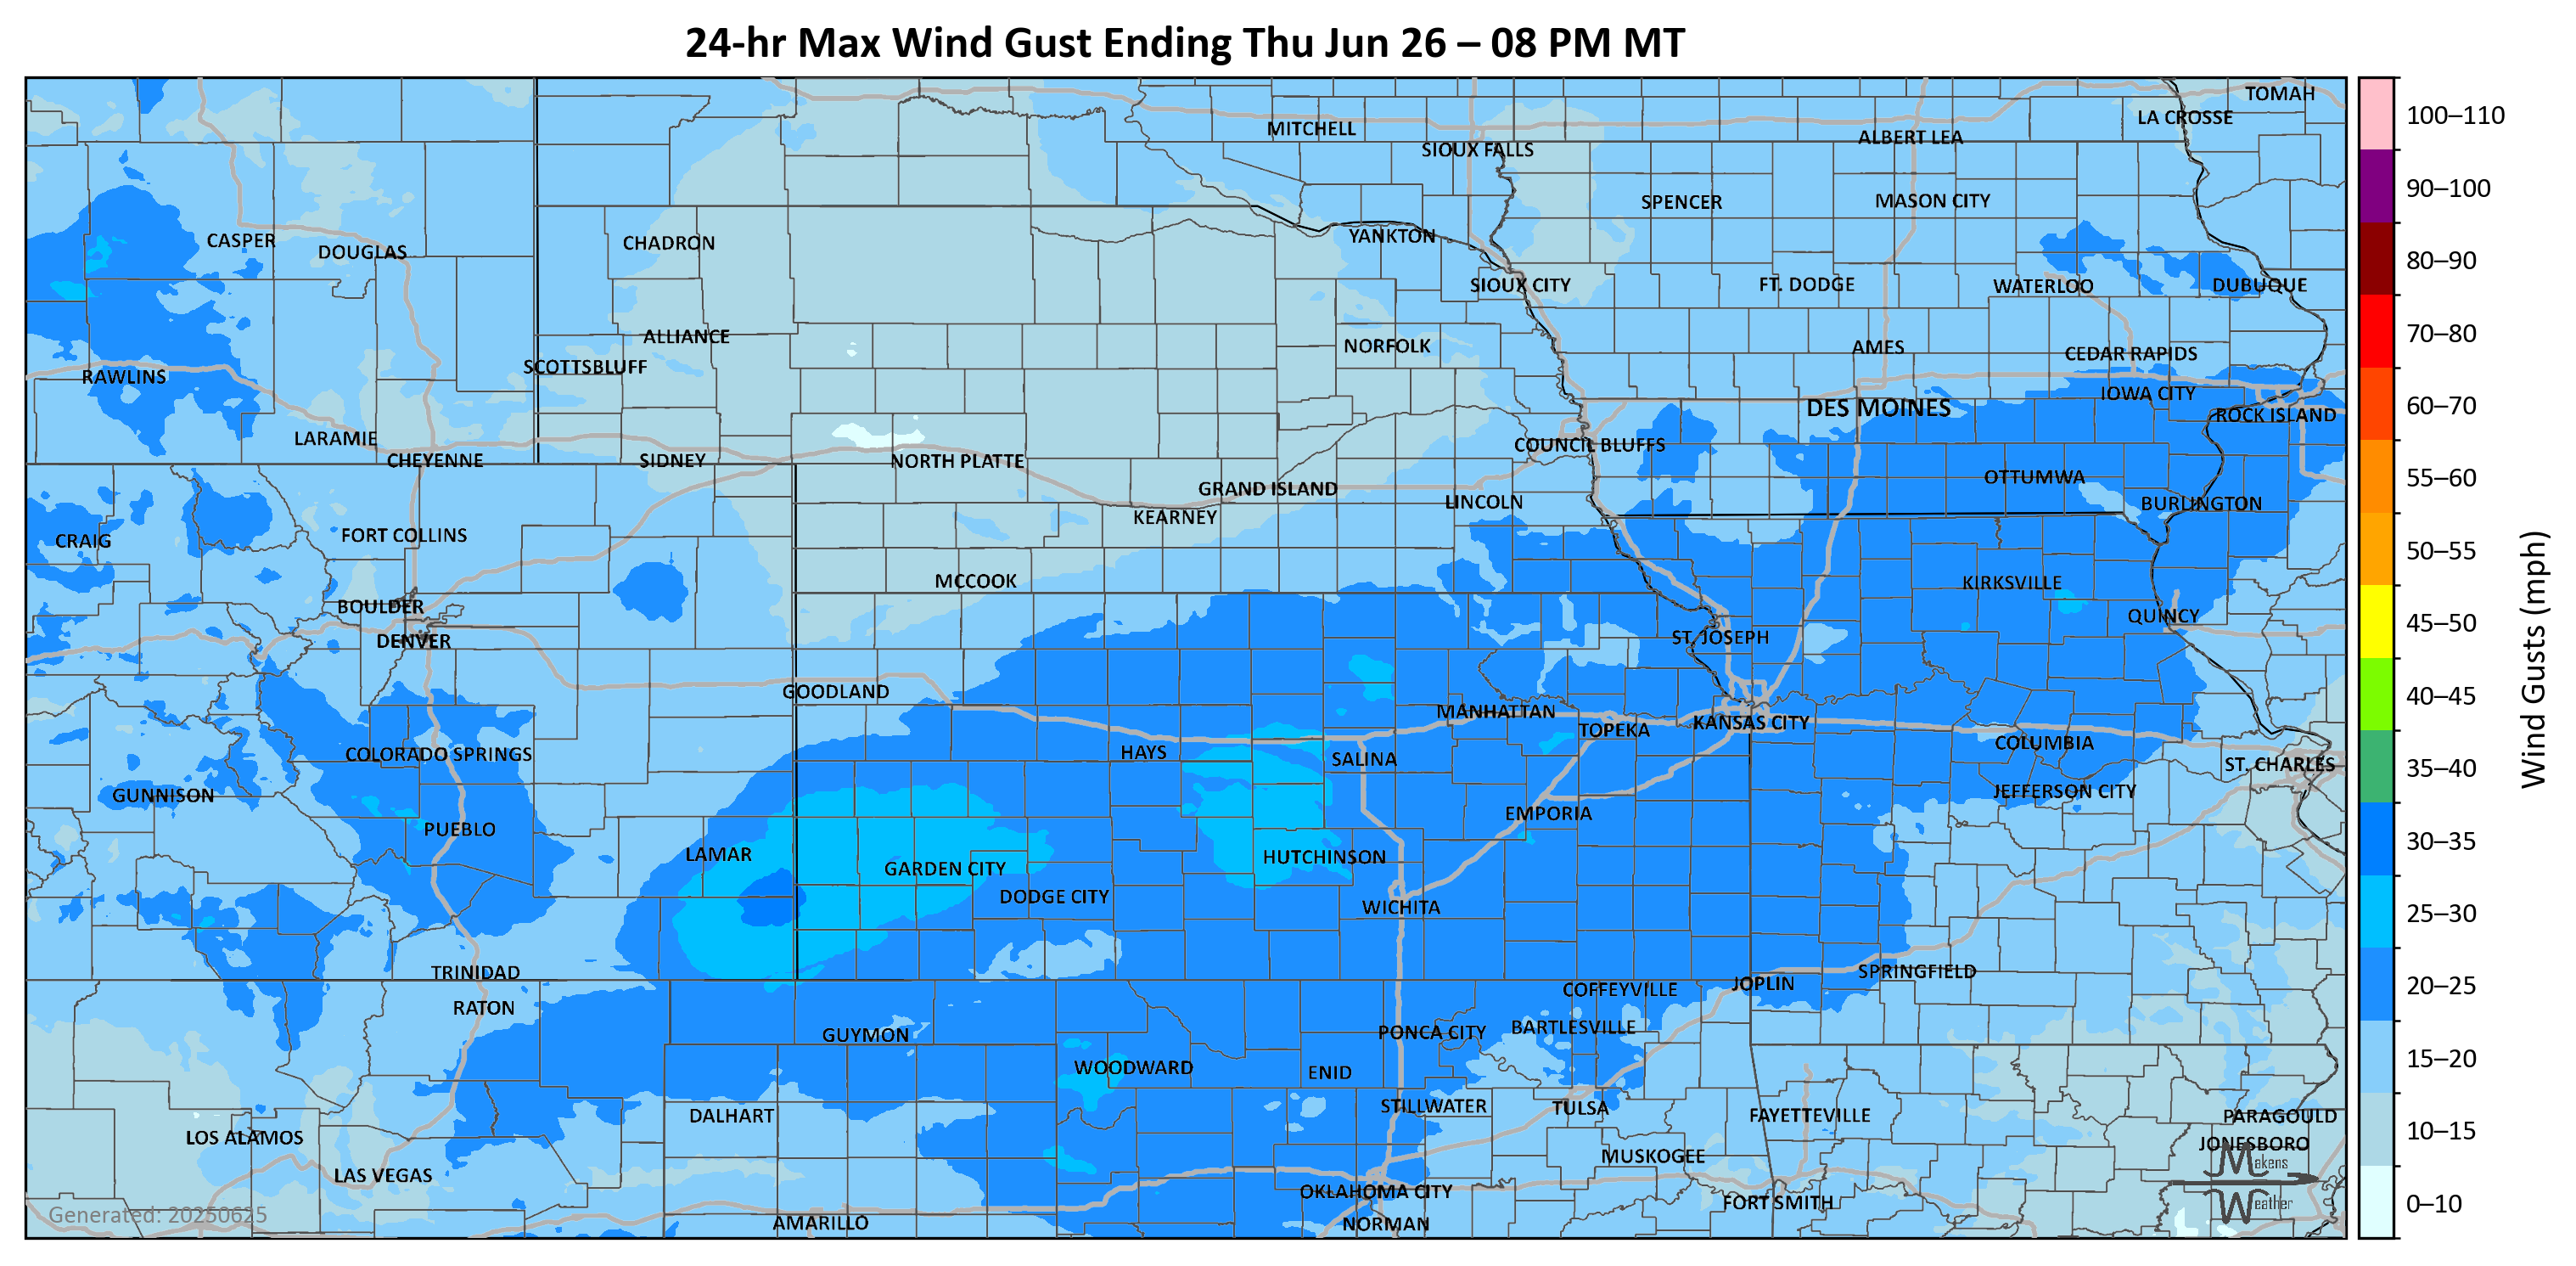 24-hr Max Wind Gust Ending Thu Jun 26 – 08 PM MT
TOMAH
100–110
LA CROSSE
MITCHELL
ALBERT LEA
SIOUX FALLS
90–100
SPENCER
MASON CITY
CASPER
CHADRON
YANKTON
DOUGLAS
80–90
SIOUX CITY
FT. DODGE
WATERLOO
DUBUQUE
ALLIANCE
70–80
NORFOLK
AMES
CEDAR RAPIDS
SCOTTSBLUFF
RAWLINS
IOWA CITY
DES MOINES
60–70
ROCK ISLAND
LARAMIE
COUNCIL BLUFFS
CHEYENNE
SIDNEY
NORTH PLATTE
OTTUMWA
55–60
GRAND ISLAND
LINCOLN
BURLINGTON
KEARNEY
FORT COLLINS
CRAIG
50–55
MCCOOK
KIRKSVILLE
BOULDER
QUINCY
45–50
DENVER
ST. JOSEPH
Wind Gusts (mph)
GOODLAND
40–45
MANHATTAN
TOPEKA
KANSAS CITY
COLORADO SPRINGS
HAYS
SALINA
COLUMBIA
ST. CHARLES
35–40
GUNNISON
JEFFERSON CITY
EMPORIA
PUEBLO
30–35
LAMAR
GARDEN CITY
HUTCHINSON
DODGE CITY
WICHITA
25–30
TRINIDAD
SPRINGFIELD
JOPLIN
COFFEYVILLE
20–25
RATON
GUYMON
PONCA CITY
BARTLESVILLE
WOODWARD
ENID
15–20
DALHART
STILLWATER
TULSA
FAYETTEVILLE
PARAGOULD
LOS ALAMOS
JONESBORO
10–15
MUSKOGEE
Makens
LAS VEGAS
OKLAHOMA CITY
FORT SMITH
Weather
0–10
Generated: 20250625
AMARILLO
NORMAN